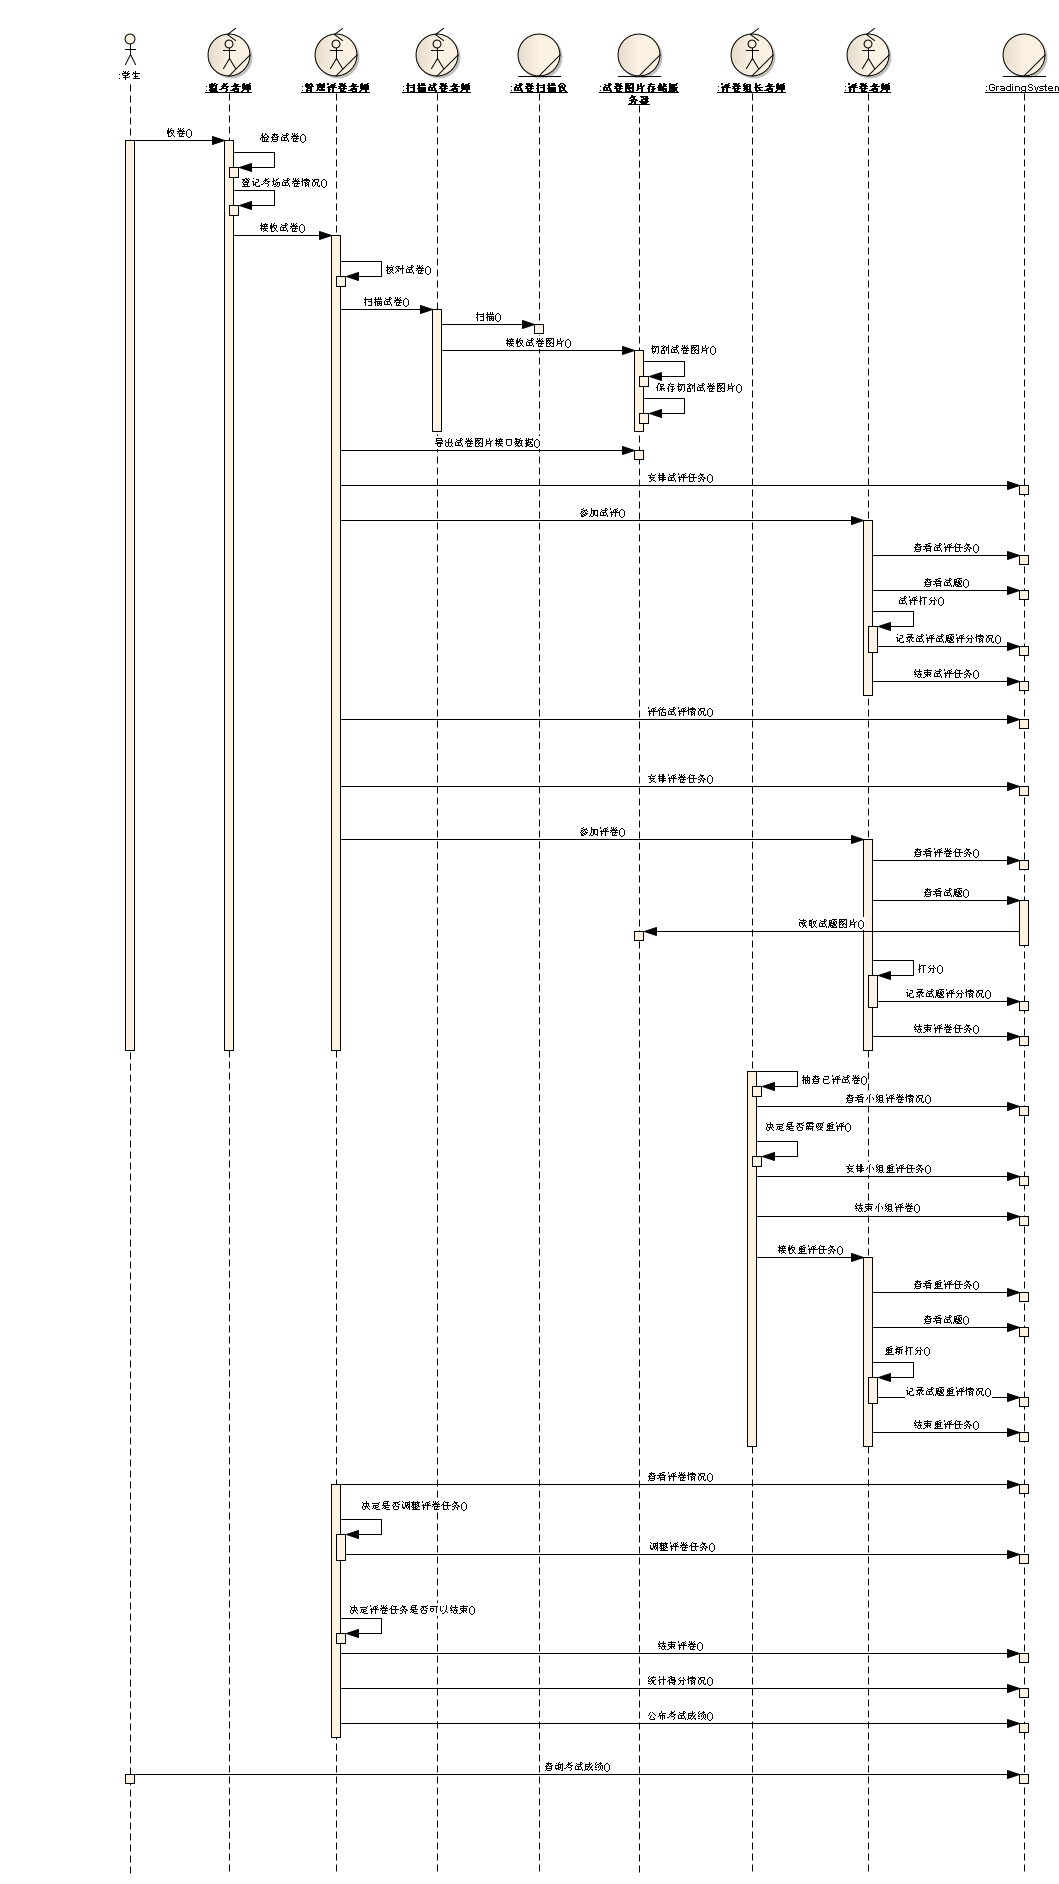 :学生
:监考老师
:管理评卷老师
:扫描试卷老师
:试卷扫描仪
:试卷图片存储服
务器
:评卷组长老师
:评卷老师
:GradingSystem
收卷()
检查试卷()
登记考场试卷情况()
接收试卷()
核对试卷()
扫描试卷()
扫描()
接收试卷图片()
切割试卷图片()
保存切割试卷图片()
导出试卷图片接口数据()
安排试评任务()
参加试评()
查看试评任务()
查看试题()
试评打分()
记录试评试题评分情况()
结束试评任务()
评估试评情况()
安排评卷任务()
参加评卷()
查看评卷任务()
查看试题()
读取试题图片()
打分()
记录试题评分情况()
结束评卷任务()
抽查已评试卷()
查看小组评卷情况()
决定是否需要重评()
安排小组重评任务()
结束小组评卷()
接收重评任务()
查看重评任务()
查看试题()
重新打分()
记录试题重评情况()
结束重评任务()
查看评卷情况()
决定是否调整评卷任务()
调整评卷任务()
决定评卷任务是否可以结束()
结束评卷()
统计得分情况()
公布考试成绩()
查询考试成绩()